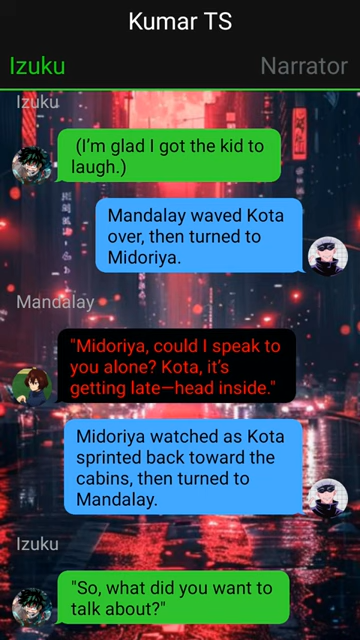 Kumar TS
Izuku
Narrator
Izuku
(I'm glad I got the kid to
laugh.)
Mandalay waved Kota
over, then turned to
Midoriya.
Mandalay
"Midoriya, could I speak to
you alone? Kota, it's
getting late—head inside."
Midoriya watched as Kota
sprinted back toward the
cabins, then turned to
Mandalay.
Izuku
"So, what did you want to
talk about?"